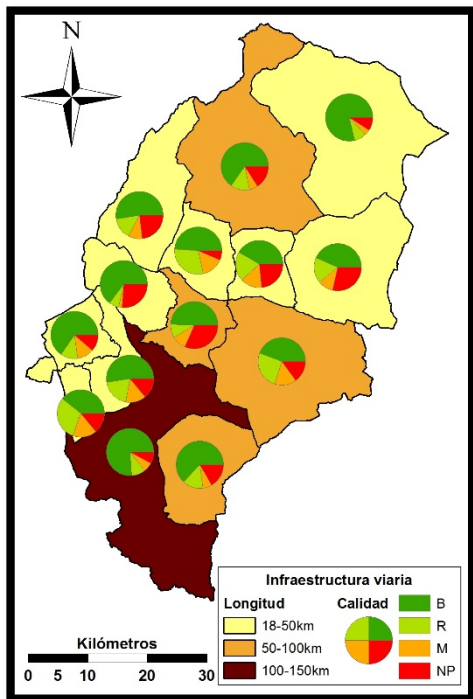 N
Infraestructura viaria
Longitud
Calidad
18-50km
50-100km
100-150km
B
R
M
NP
Kilómetros
0 5 10 20 30